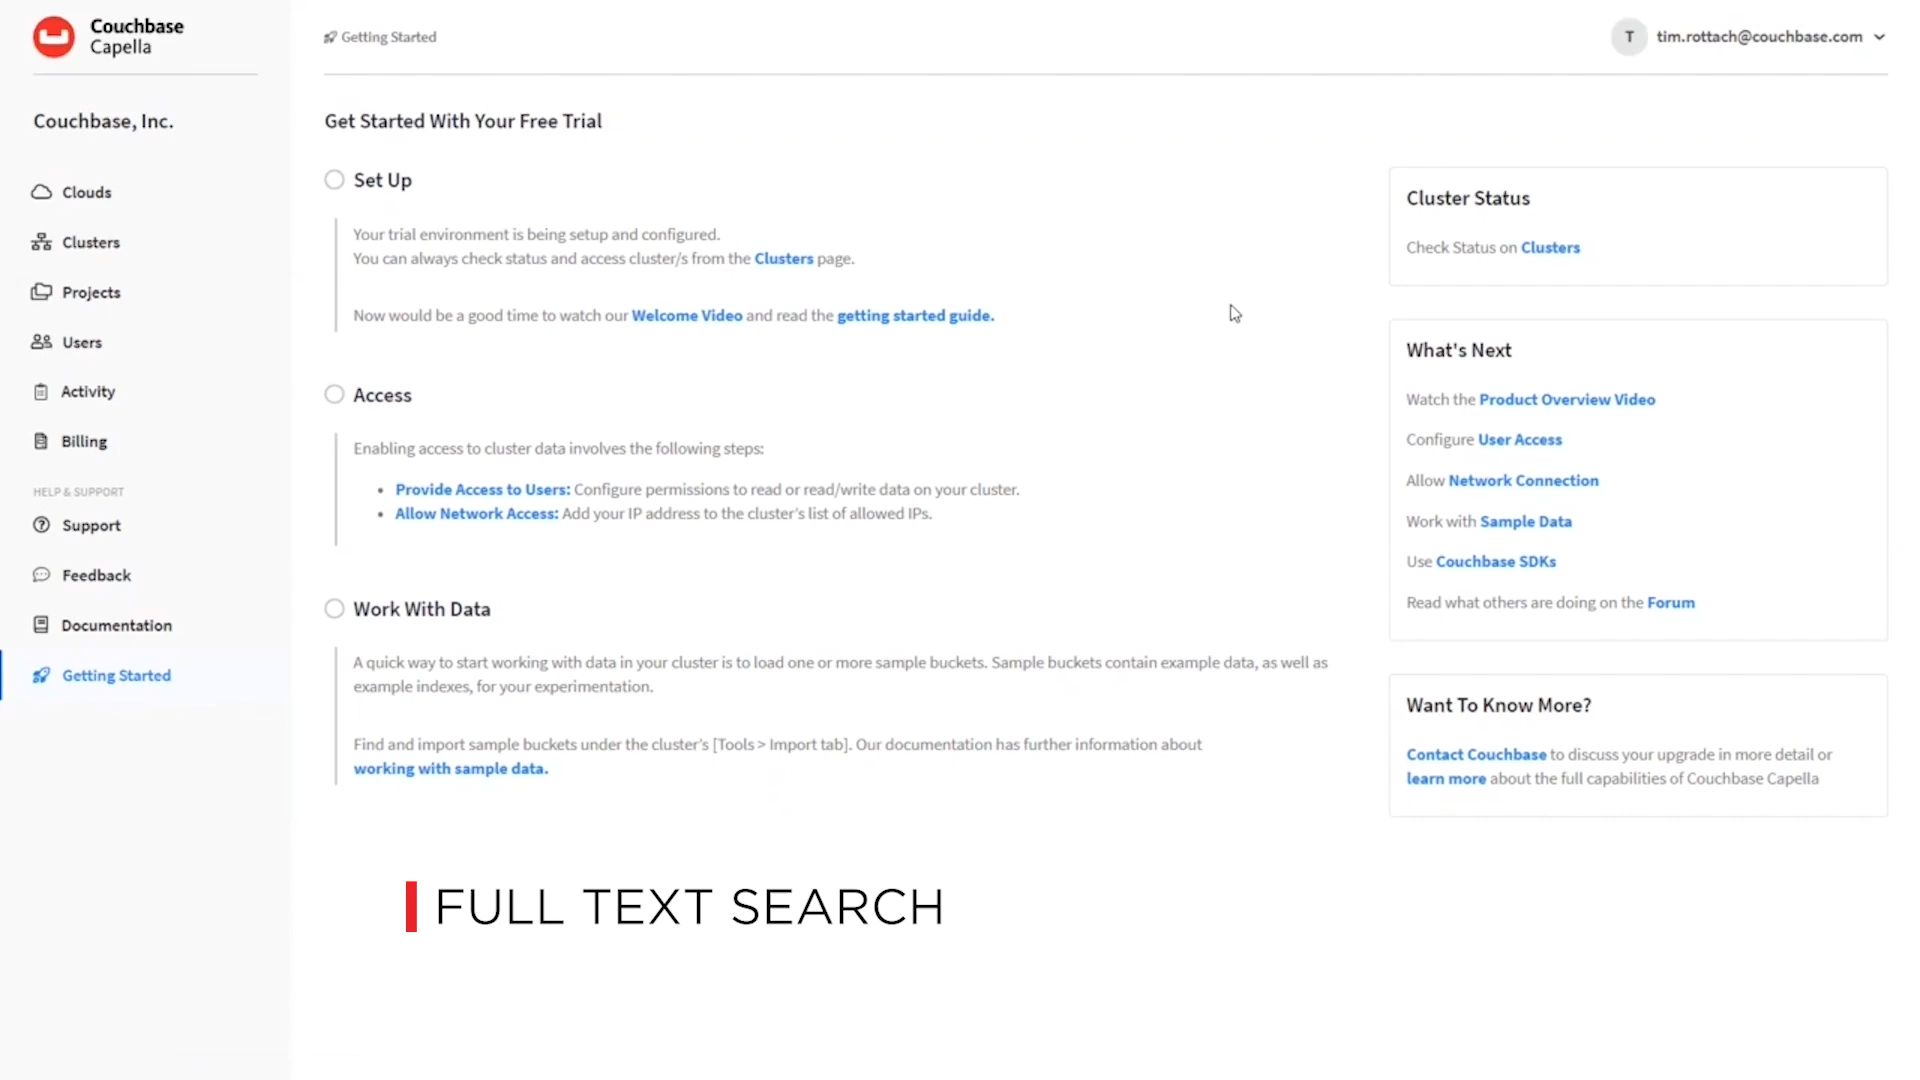 Couchbase
Capella
Getting Started
T
tim.rottach@couchbase.com
Couchbase, Inc.
Clouds
Clusters
Projects
Users
Activity
Billing
HELP & SUPPORT
Support
Feedback
Documentation
Getting Started
Get Started With Your Free Trial
Set Up
Your trial environment is being setup and configured.
You can always check status and access cluster/s from the Clusters page.
Now would be a good time to watch our Welcome Video and read the getting started guide.
Access
Enabling access to cluster data involves the following steps:
• Provide Access to Users: Configure permissions to read or read/write data on your cluster.
• Allow Network Access: Add your IP address to the cluster's list of allowed IPs.
Work With Data
A quick way to start working with data in your cluster is to load one or more sample buckets. Sample buckets contain example data, as well as
example indexes, for your experimentation.
Find and import sample buckets under the cluster's [Tools > Import tab]. Our documentation has further information about
working with sample data.
Cluster Status
Check Status on Clusters
What's Next
Watch the Product Overview Video
Configure User Access
Allow Network Connection
Work with Sample Data
Use Couchbase SDKs
Read what others are doing on the Forum
Want To Know More?
Contact Couchbase to discuss your upgrade in more detail or
learn more about the full capabilities of Couchbase Capella
FULL TEXT SEARCH